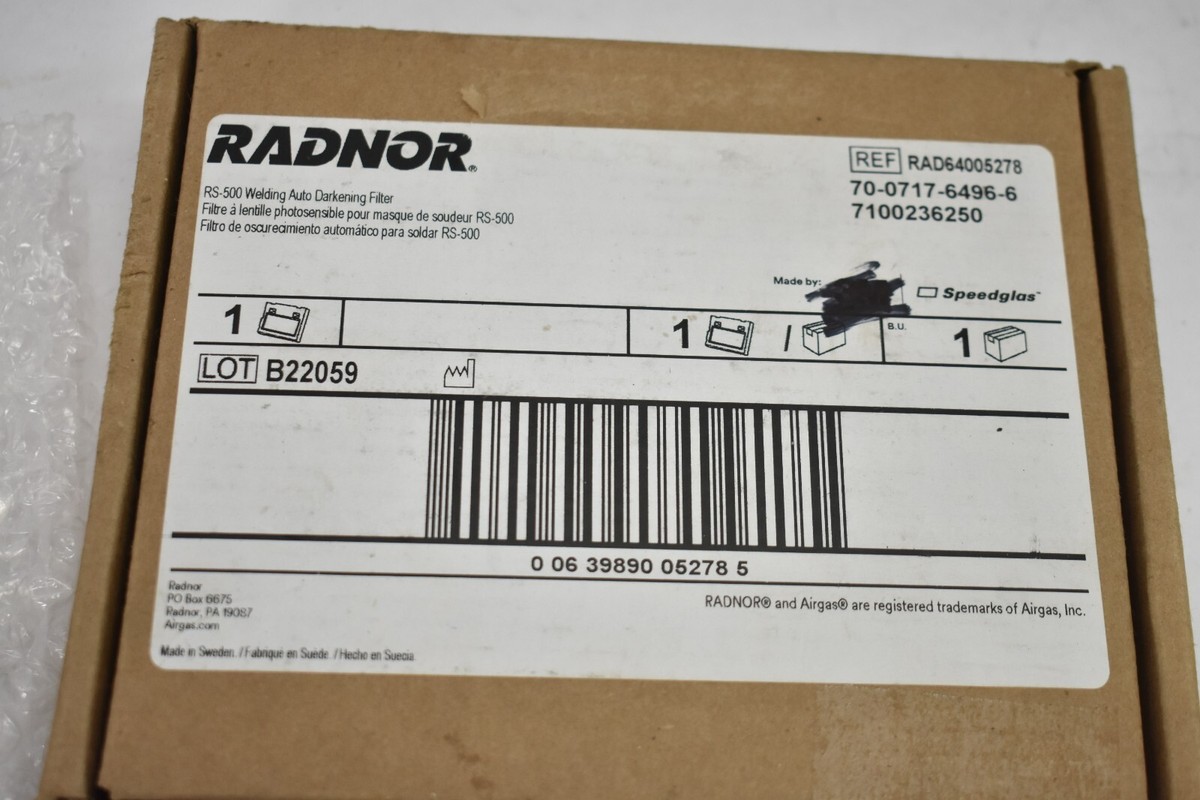 RADNOR®
REF RAD64005278
70-0717-6496-6
7100236250
RS-500 Welding Auto Darkening Filter
Filtre à lentille photosensible pour masque de soudeur RS-500
Filtro de oscurecimiento automático para soldar RS-500
Made by:
Speedglas™
1
1 /
B.U.
1
LOT B22059
0 06 39890 05278 5
RADNOR® and Airgas® are registered trademarks of Airgas, Inc.
Radnor
PO Box 6675
Radnor, PA 19087
Airgas.com
Made in Sweden. / Fabriqué en Suède. / Hecho en Suecia.